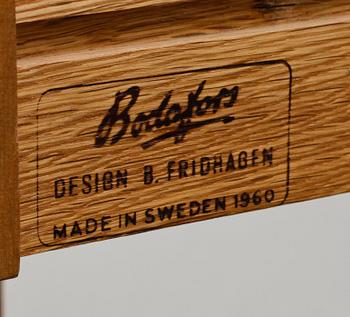 Bodafors
DESIGN B. FRIDHAGEN
MADE IN SWEDEN 1960